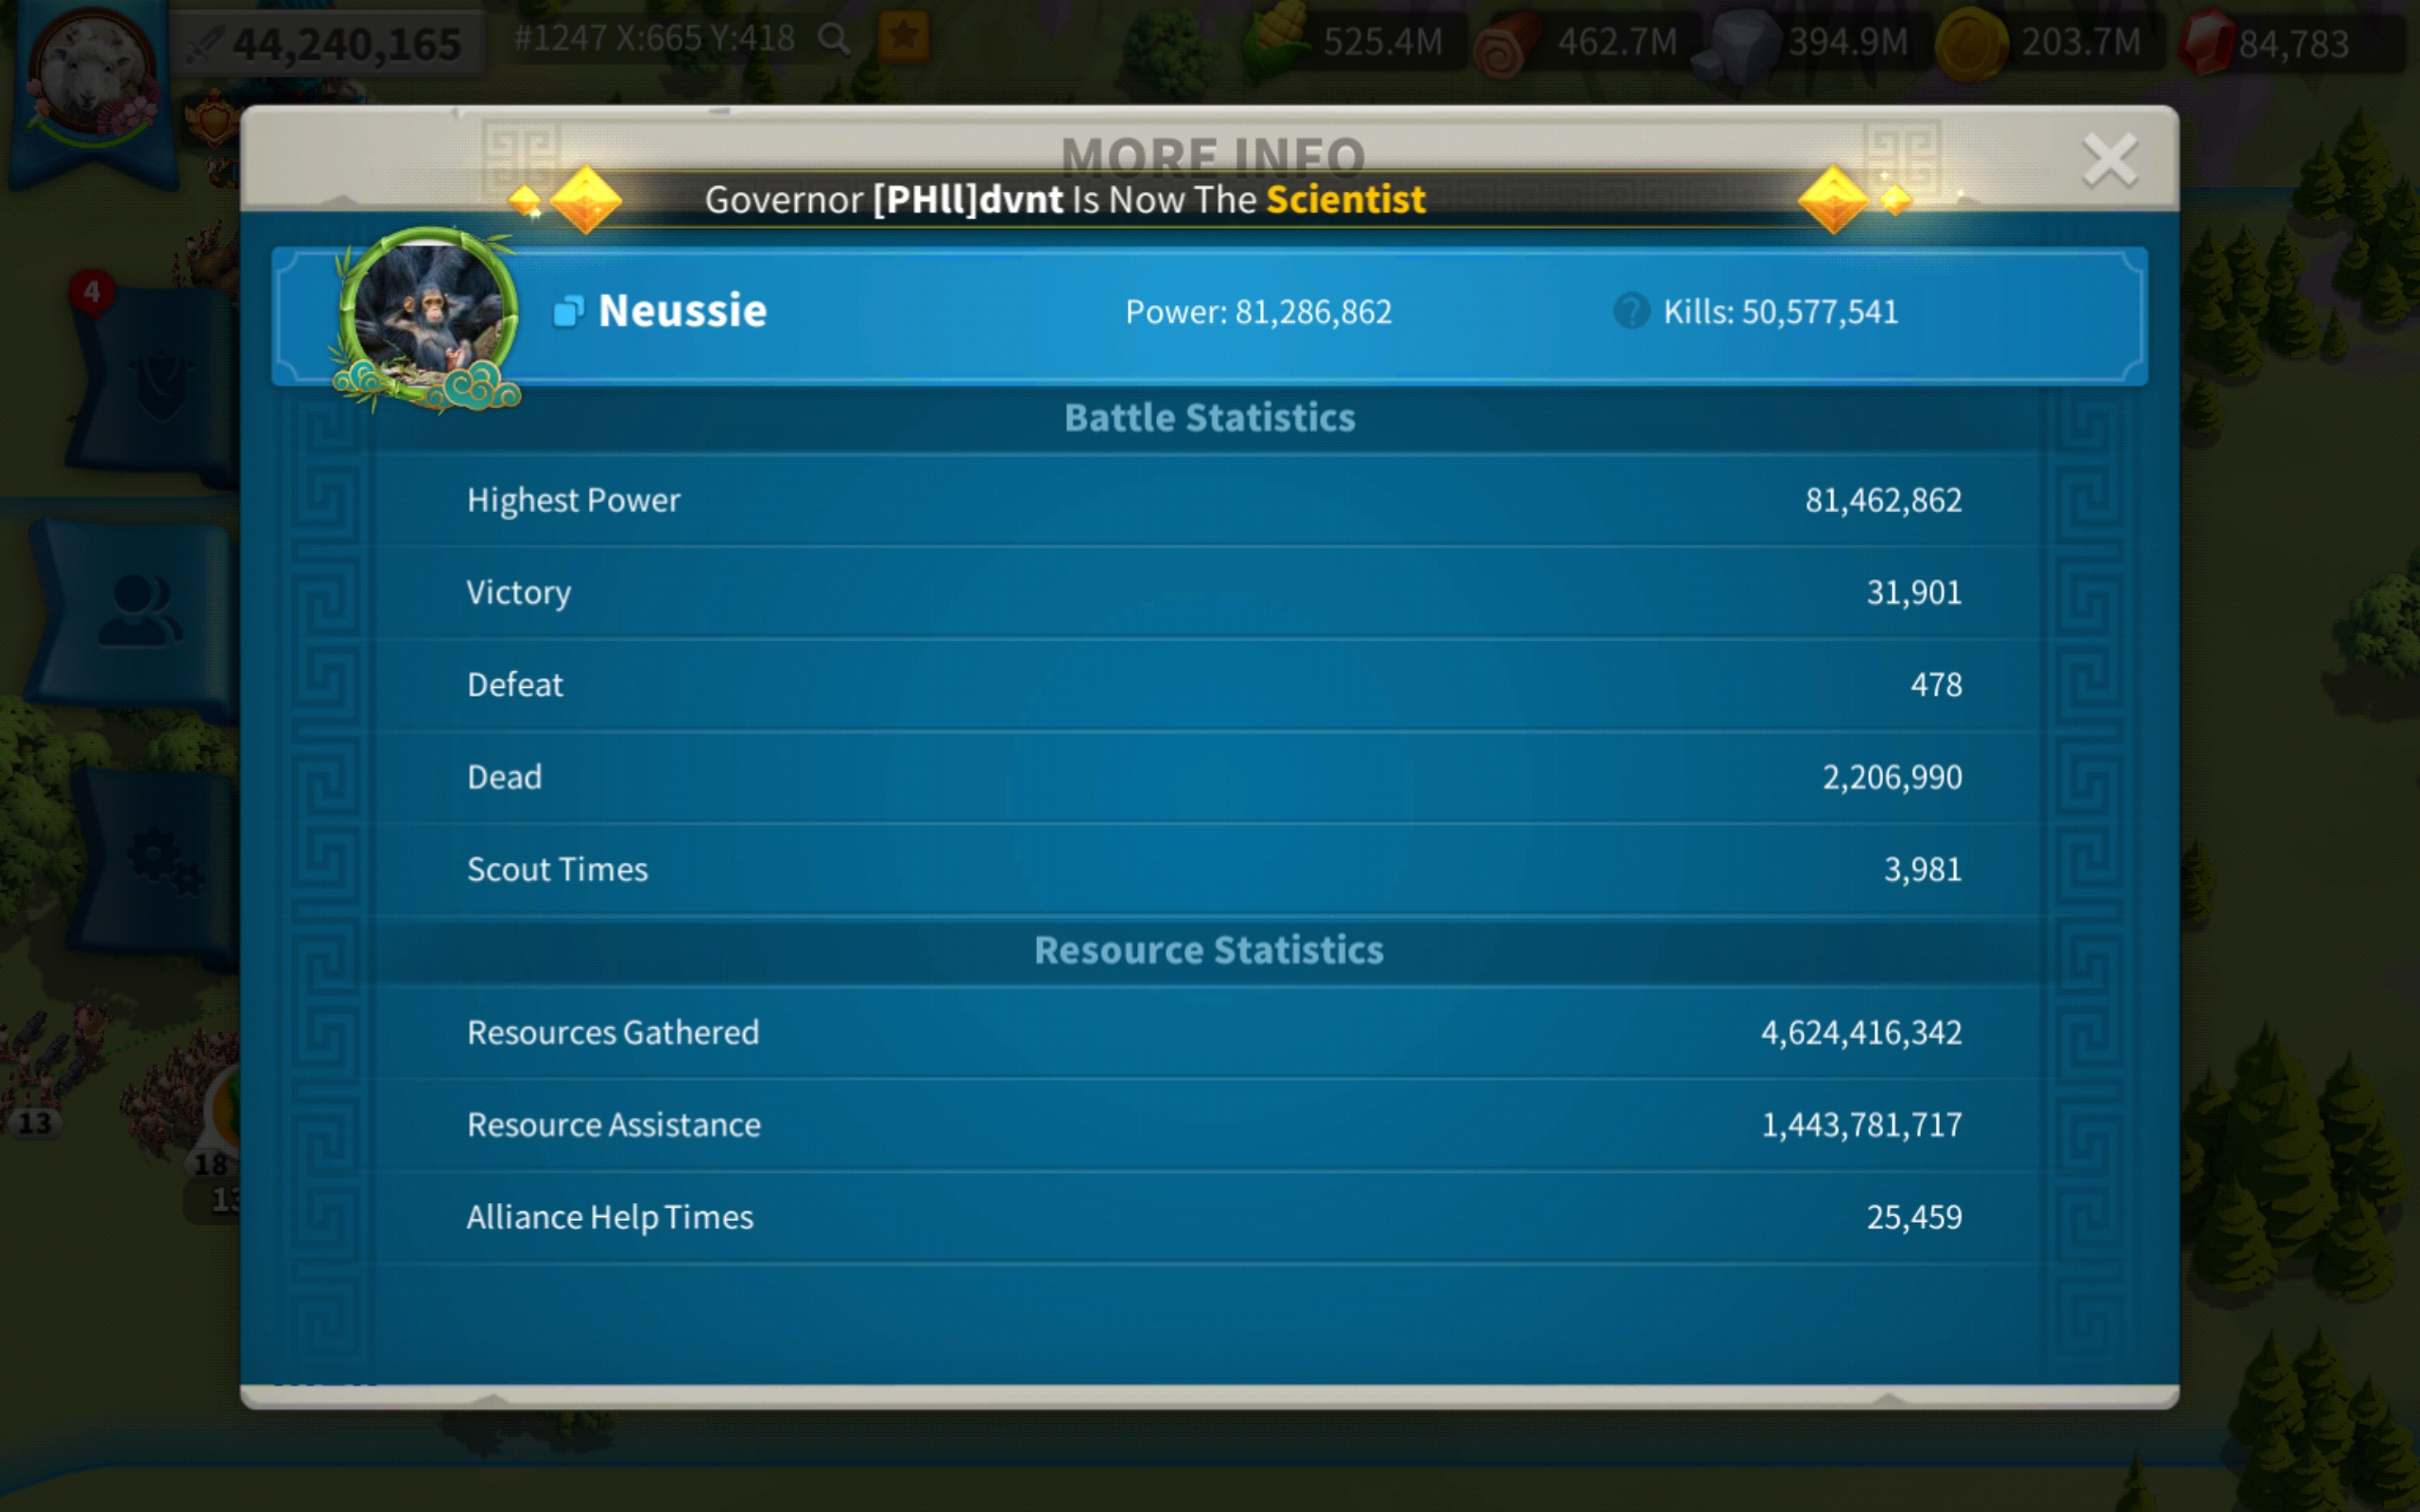 44,240,165
#1247 X:665 Y:418
525.4M
462.7M
394.9M
203.7M
84,783
MORE INFO
Governor [PHll]dvnt Is Now The Scientist
4
Neussie
Power: 81,286,862
? Kills: 50,577,541
Battle Statistics
Highest Power 81,462,862
Victory 31,901
Defeat 478
Dead 2,206,990
Scout Times 3,981
Resource Statistics
Resources Gathered 4,624,416,342
Resource Assistance 1,443,781,717
Alliance Help Times 25,459
13
18